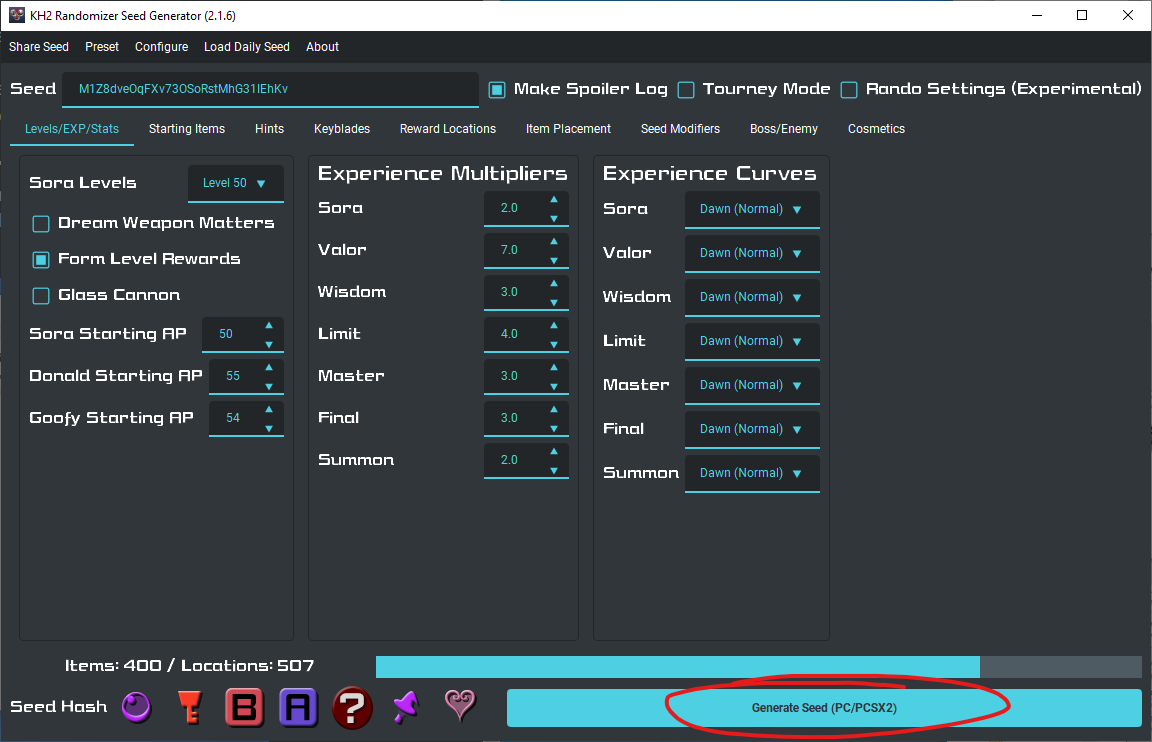 KH2 Randomizer Seed Generator (2.1.6)
Share Seed Preset Configure Load Daily Seed About
Seed M1Z8dveOqFXv73OSoRstMhG31IEhKv Make Spoiler Log Tourney Mode Rando Settings (Experimental)
Levels/EXP/Stats Starting Items Hints Keyblades Reward Locations Item Placement Seed Modifiers Boss/Enemy Cosmetics
Sora Levels Level 50
Dream Weapon Matters
Form Level Rewards
Glass Cannon
Sora Starting AP 50
Donald Starting AP 55
Goofy Starting AP 54
Experience Multipliers
Sora 2.0
Valor 7.0
Wisdom 3.0
Limit 4.0
Master 3.0
Final 3.0
Summon 2.0
Experience Curves
Sora Dawn (Normal)
Valor Dawn (Normal)
Wisdom Dawn (Normal)
Limit Dawn (Normal)
Master Dawn (Normal)
Final Dawn (Normal)
Summon Dawn (Normal)
Items: 400 / Locations: 507
Seed Hash B A ? Generate Seed (PC/PCSX2)